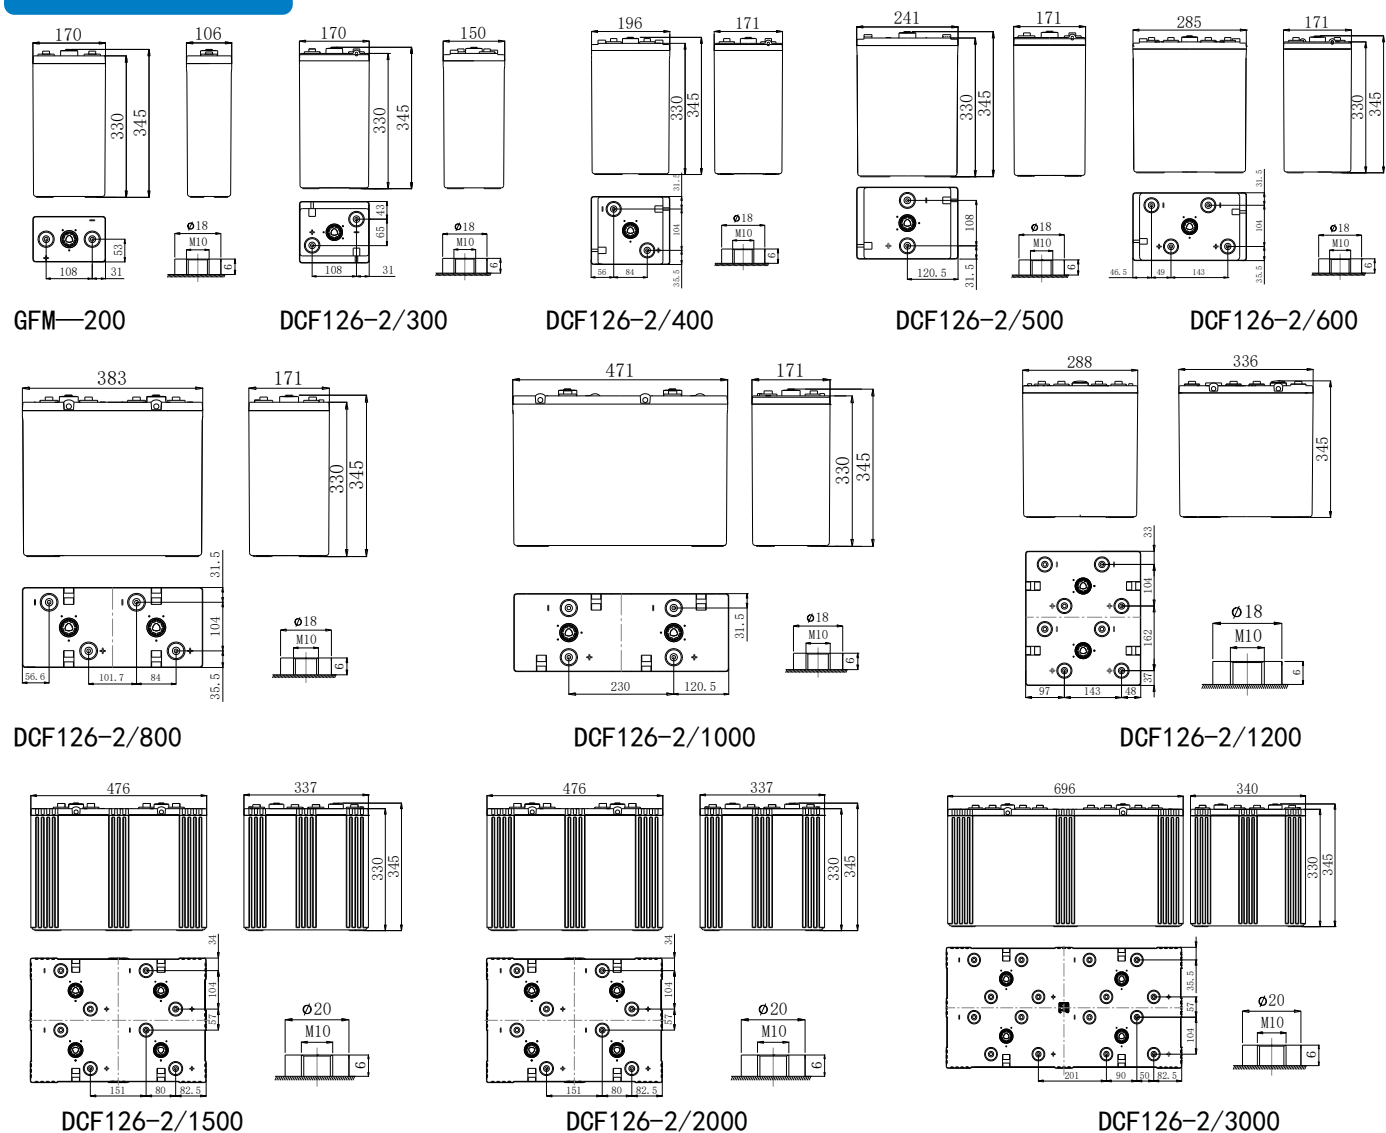 170 106 170 150 196 171 241 171 285 171
330 345 330 345 330 345 330 345 330 345
31.5 31.5
ø18 ø18 ø18 ø18 ø18
M10 M10 M10 M10 M10
53 6 43 65 6 104 6 108 6 104 6
108 31 108 31 56 84 35.5 120.5 31.5 46.5 49 143 35.5
GFM—200 DCF126-2/300 DCF126-2/400 DCF126-2/500 DCF126-2/600
383 171 471 171 288 336
330 345 330 345 345
31.5 33
ø18 ø18 ø18
M10 M10 M10
104 6 31.5 6 104 162 6
56.6 101.7 84 35.5 230 120.5 97 143 48 37
DCF126-2/800 DCF126-2/1000 DCF126-2/1200
476 337 476 337 696 340
330 345 330 345 330 345
34 34
104 57 104 57 35.5 57 104
ø20 ø20 ø20
M10 M10 M10
6 6 6
151 80 82.5 151 80 82.5 201 90 50 82.5
DCF126-2/1500 DCF126-2/2000 DCF126-2/3000